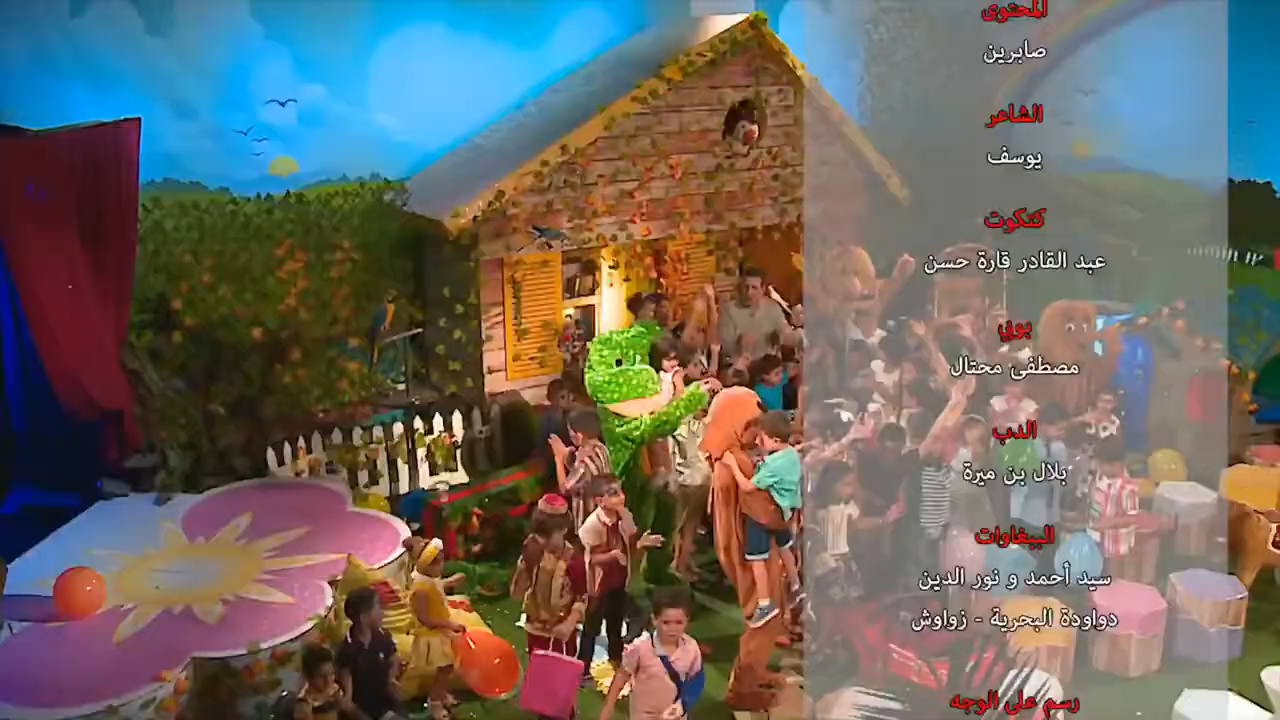 المحتوى
صابرين
الشاعر
يوسف
كتكوت
عبد القادر قارة حسن
بوبي
مصطفى محتال
الدب
بلال بن ميرة
الببغاوات
سيد أحمد و نور الدين
دواودة البحرية - زواوش
رسم على الوجه